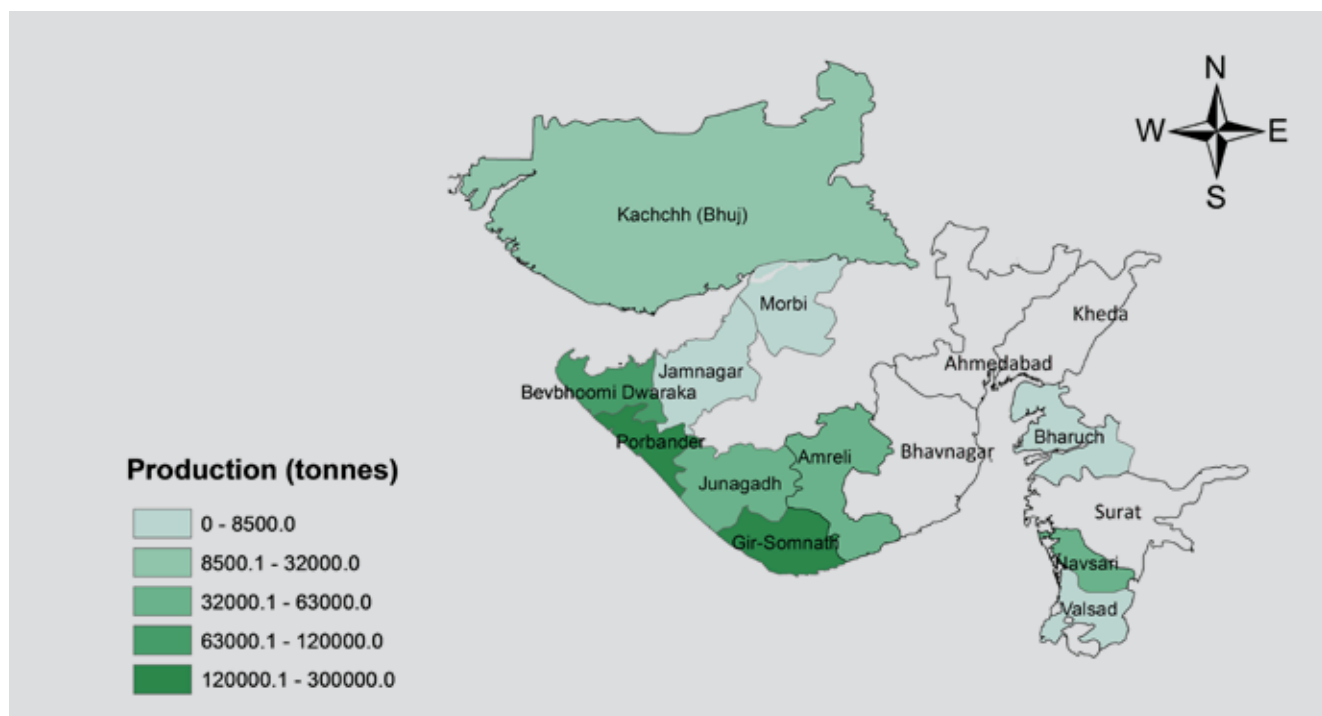 N
W E
S
Kachchh (Bhuj)
Morbi
Kheda
Ahmedabad
Jamnagar
Bevbhoomi Dwaraka
Porbander
Bharuch
Amreli
Bhavnagar
Junagadh
Surat
Gir-Somnath
Navsari
Valsad
Production (tonnes)
0 - 8500.0
8500.1 - 32000.0
32000.1 - 63000.0
63000.1 - 120000.0
120000.1 - 300000.0